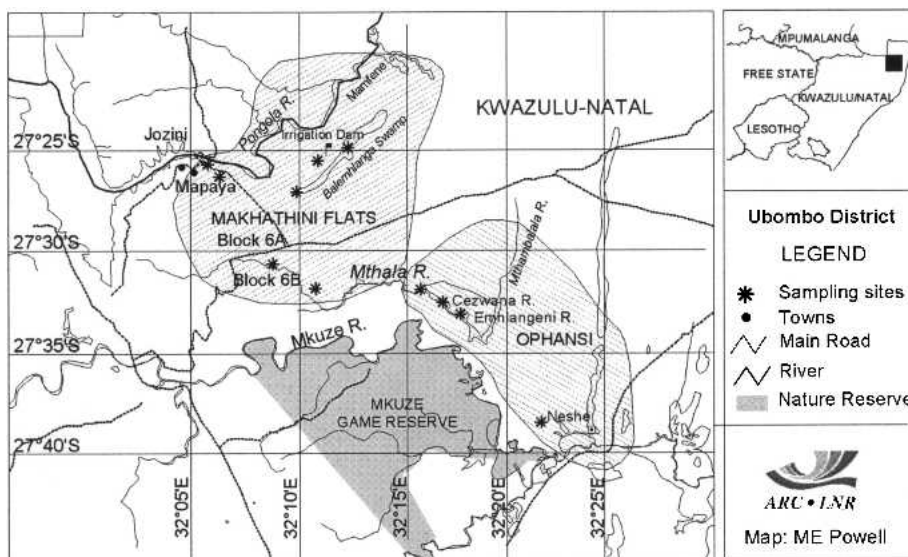 KWAZULU-NATAL
Pongola R.
Mamfene
Jozini
Irrigation Dam
27°25'S
Balemhlanga Swamp
Mapaya
MAKHATHINI FLATS
Block 6A
Mthambalala R.
27°30'S
Block 6B
Mthala R.
Cezwana R.
Emhlangeni R.
Mkuze R.
OPHANSI
27°35'S
MKUZE
GAME RESERVE
Neshe
27°40'S
32°05'E
32°10'E
32°15'E
32°20'E
32°25'E
MPUMALANGA
FREE STATE
KWAZULU/NATAL
LESOTHO
Ubombo District
LEGEND
Sampling sites
Towns
Main Road
River
Nature Reserve
ARC • LNR
Map: ME Powell